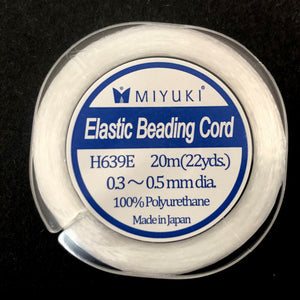 MIYUKI®
Elastic Beading Cord
H639E 20m(22yds.)
0.3～0.5mm dia.
100% Polyurethane
Made in Japan